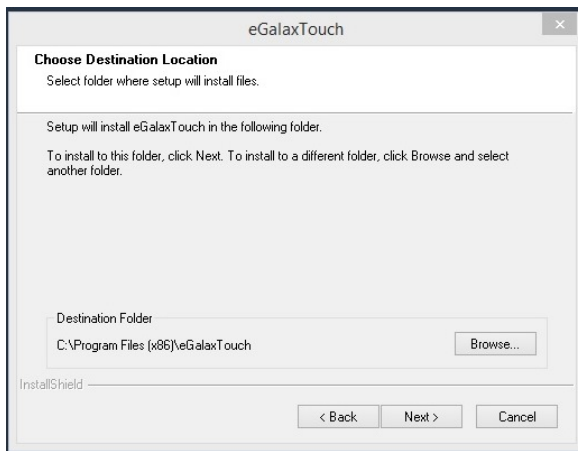 eGalaxTouch
Choose Destination Location
Select folder where setup will install files.
Setup will install eGalaxTouch in the following folder.
To install to this folder, click Next. To install to a different folder, click Browse and select
another folder.
Destination Folder
C:\Program Files (x86)\eGalaxTouch
Browse...
InstallShield
< Back
Next >
Cancel